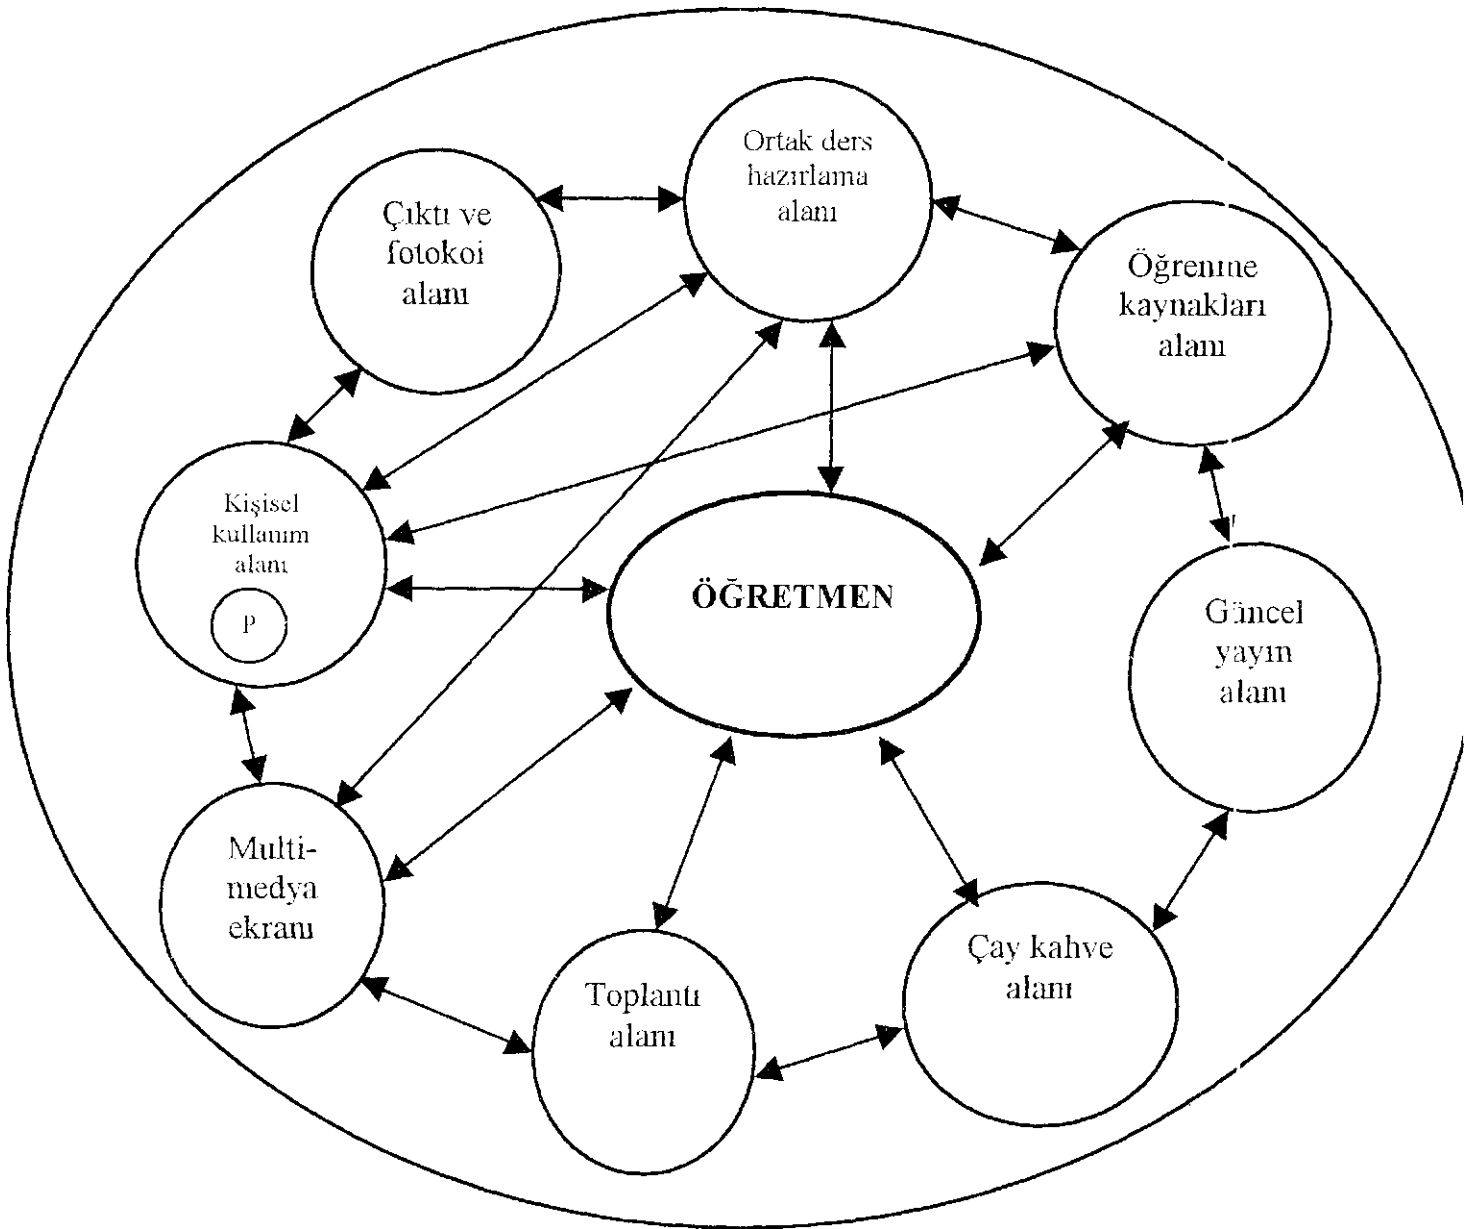 Ortak ders
hazırlama
alanı
Çıktı ve
fotokoi
alanı
Öğrenme
kaynakları
alanı
Kişisel
kullanım
alanı
P
ÖĞRETMEN
Güncel
yayın
alanı
Multi-
medya
ekranı
Toplantı
alanı
Çay kahve
alanı